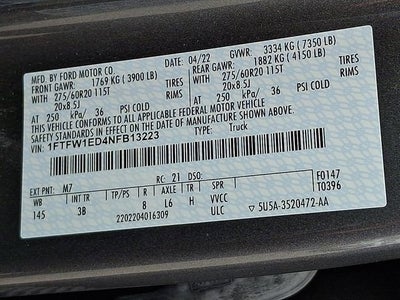 MFD. BY FORD MOTOR CO.
04/22 GVWR: 3334 KG (7350 LB)
FRONT GAWR: 1769 KG (3900 LB) REAR GAWR: 1882 KG (4150 LB)
WITH 275/60R20 115T TIRES WITH 275/60R20 115T TIRES
20x8.5J RIMS 20x8.5J RIMS
AT 250 kPa/ 36 PSI COLD AT 250 kPa/ 36 PSI COLD
THIS VEHICLE CONFORMS TO ALL APPLICABLE FEDERAL MOTOR VEHICLE
SAFETY STANDARDS IN EFFECT ON THE DATE OF MANUFACTURE SHOWN ABOVE.
VIN: 1FTFW1ED4NFB13223 TYPE: Truck
F0147
T0396
EXT PNT: M7 RC: 21 DSO:
WB INT TR TP/PS R AXLE TR SPR
145 3B 8 L6 H VVCC
2202204016309 ULC 5U5A-3520472-AA